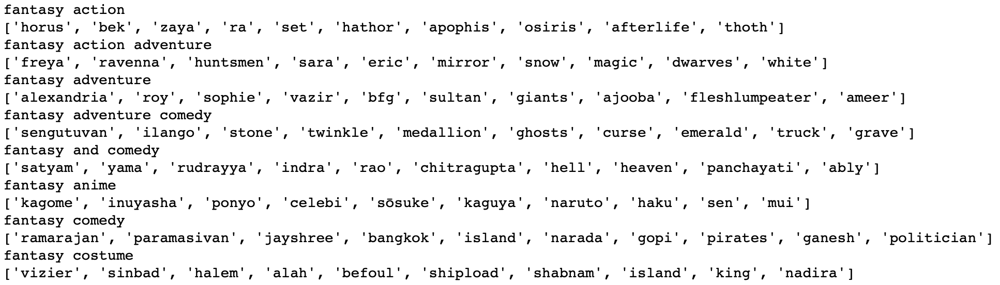 fantasy action
['horus', 'bek', 'zaya', 'ra', 'set', 'hathor', 'apophis', 'osiris', 'afterlife', 'thoth']
fantasy action adventure
['freya', 'ravenna', 'huntsmen', 'sara', 'eric', 'mirror', 'snow', 'magic', 'dwarves', 'white']
fantasy adventure
['alexandria', 'roy', 'sophie', 'vazir', 'bfg', 'sultan', 'giants', 'ajooba', 'fleshlumpeater', 'ameer']
fantasy adventure comedy
['sengutuvan', 'ilango', 'stone', 'twinkle', 'medallion', 'ghosts', 'curse', 'emerald', 'truck', 'grave']
fantasy and comedy
['satyam', 'yama', 'rudrayya', 'indra', 'rao', 'chitragupta', 'hell', 'heaven', 'panchayati', 'ably']
fantasy anime
['kagome', 'inuyasha', 'ponyo', 'celebi', 'sōsuke', 'kaguya', 'naruto', 'haku', 'sen', 'mui']
fantasy comedy
['ramarajan', 'paramasivan', 'jayshree', 'bangkok', 'island', 'narada', 'gopi', 'pirates', 'ganesh', 'politician']
fantasy costume
['vizier', 'sinbad', 'halem', 'alah', 'befoul', 'shipload', 'shabnam', 'island', 'king', 'nadira']